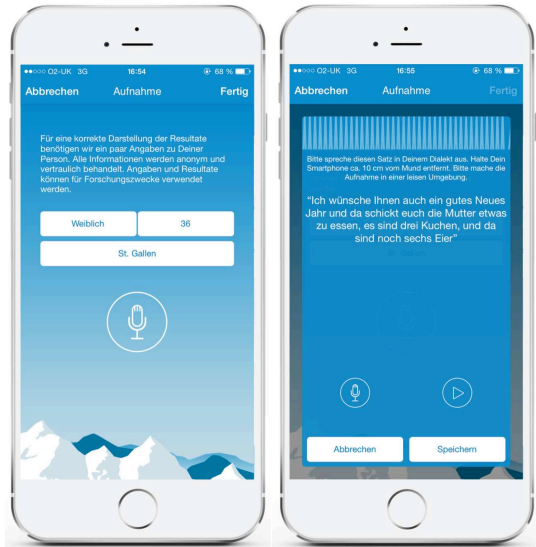 O2-UK 3G 16:54 68 %
Abbrechen Aufnahme Fertig
Für eine korrekte Darstellung der Resultate
benötigen wir ein paar Angaben zu Deiner
Person. Alle Informationen werden anonym und
vertraulich behandelt. Angaben und Resultate
können für Forschungszwecke verwendet
werden.
Weiblich 36
St. Gallen
O2-UK 3G 16:55 68 %
Abbrechen Aufnahme Fertig
Bitte spreche diesen Satz in Deinem Dialekt aus. Halte Dein
Smartphone ca. 10 cm vom Mund entfernt. Bitte mache die
Aufnahme in einer leisen Umgebung.
"Ich wünsche Ihnen auch ein gutes Neues
Jahr und da schickt euch die Mutter etwas
zu essen, es sind drei Kuchen, und da
sind noch sechs Eier"
St. Gallen
Abbrechen Speichern